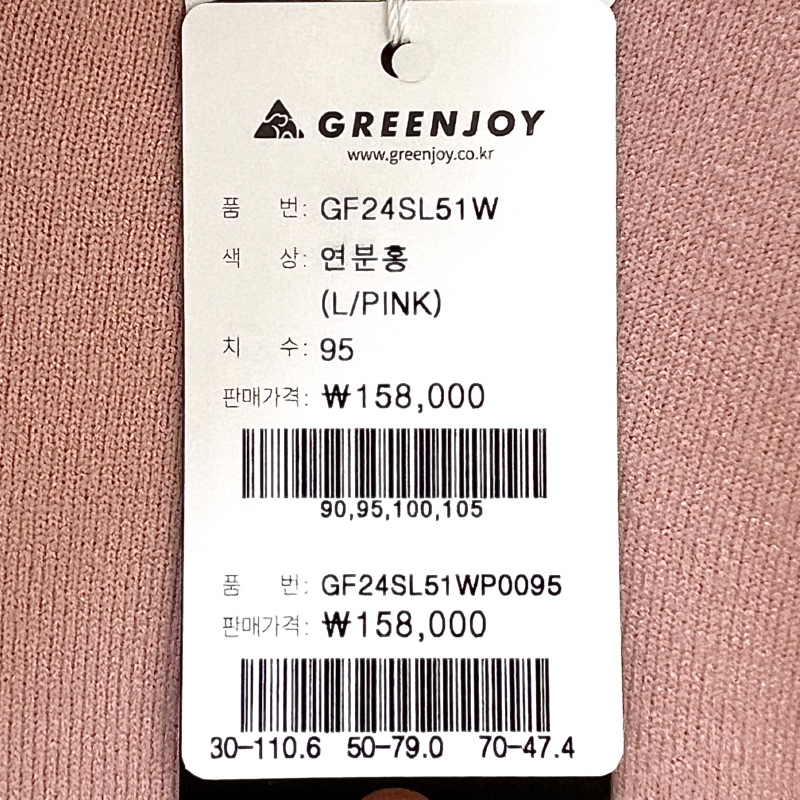 GREENJOY
www.greenjoy.co.kr
품 번: GF24SL51W
색 상: 연분홍
(L/PINK)
치 수: 95
판매가격: ₩158,000
90,95,100,105
품 번: GF24SL51WP0095
판매가격: ₩158,000
30-110.6 50-79.0 70-47.4